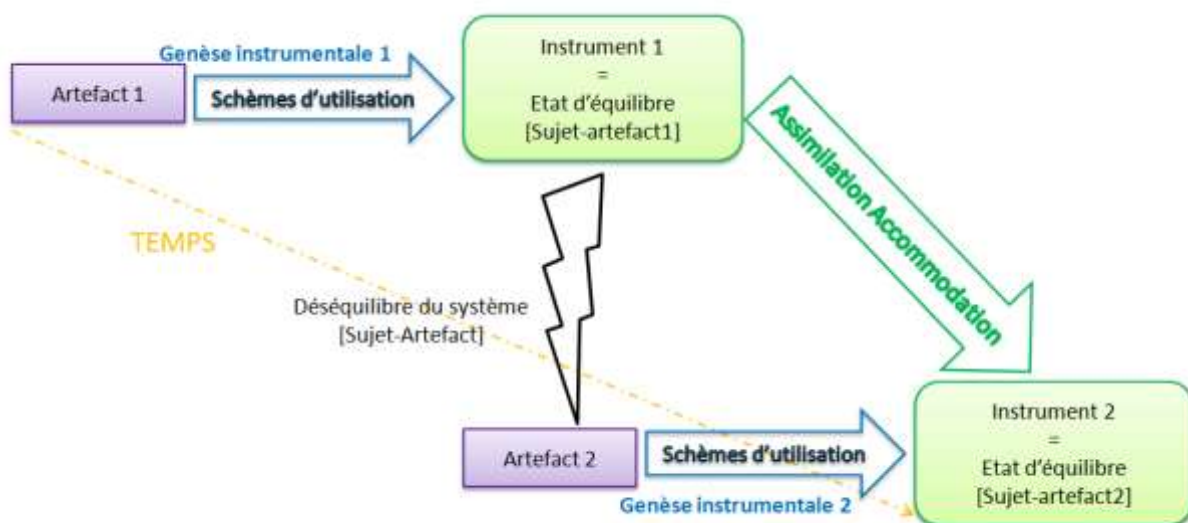 Genèse instrumentale 1
Artefact 1
Schèmes d'utilisation
Instrument 1
=
Etat d'équilibre
[Sujet-artefact1]
Assimilation Accommodation
TEMPS
Déséquilibre du système
[Sujet-Artefact]
Artefact 2
Schèmes d'utilisation
Genèse instrumentale 2
Instrument 2
=
Etat d'équilibre
[Sujet-artefact2]